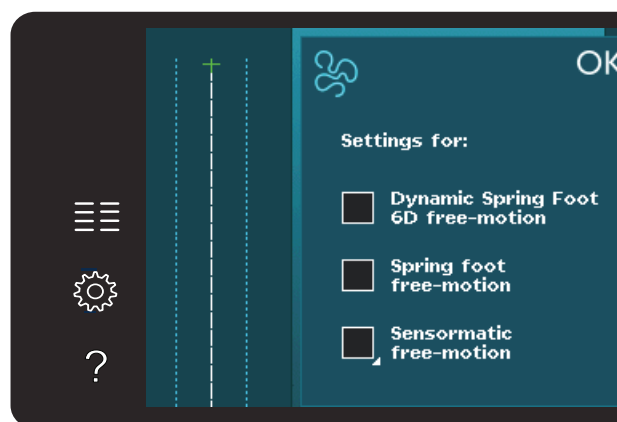 OK
Settings for:
Dynamic Spring Foot
6D free-motion
Spring foot
free-motion
Sensormatic
free-motion
?